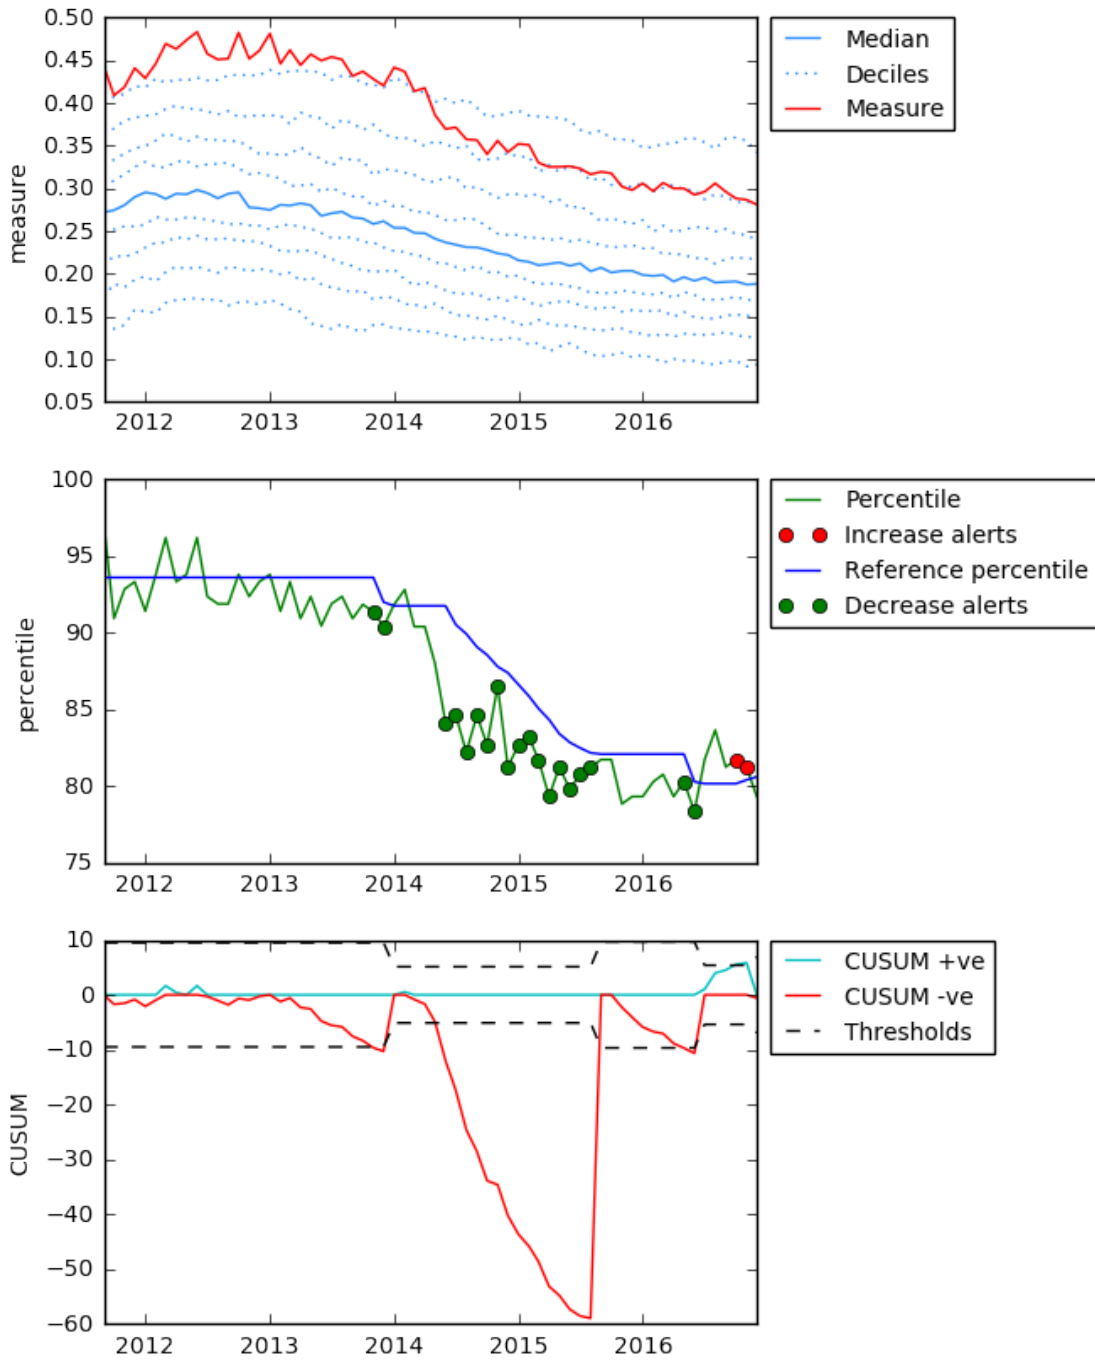 0.50
0.45
0.40
0.35
0.30
0.25
0.20
0.15
0.10
0.05
measure
2012 2013 2014 2015 2016
Median
Deciles
Measure
100
95
90
85
80
75
percentile
2012 2013 2014 2015 2016
Percentile
Increase alerts
Reference percentile
Decrease alerts
10
0
−10
−20
−30
−40
−50
−60
CUSUM
2012 2013 2014 2015 2016
CUSUM +ve
CUSUM -ve
Thresholds